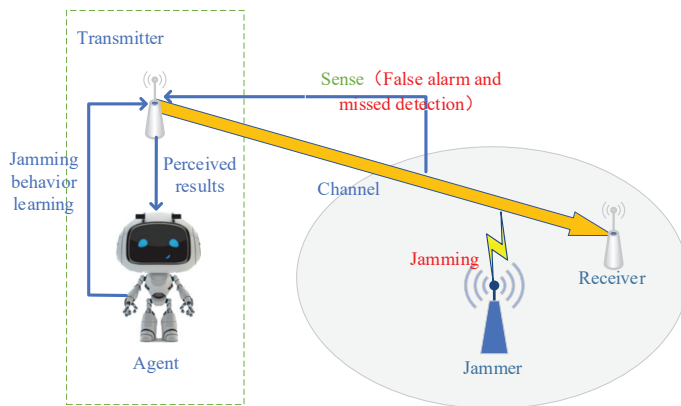 Transmitter
Sense（False alarm and
missed detection）
Jamming
behavior
learning
Perceived
results
Channel
Jamming
Receiver
Agent
Jammer